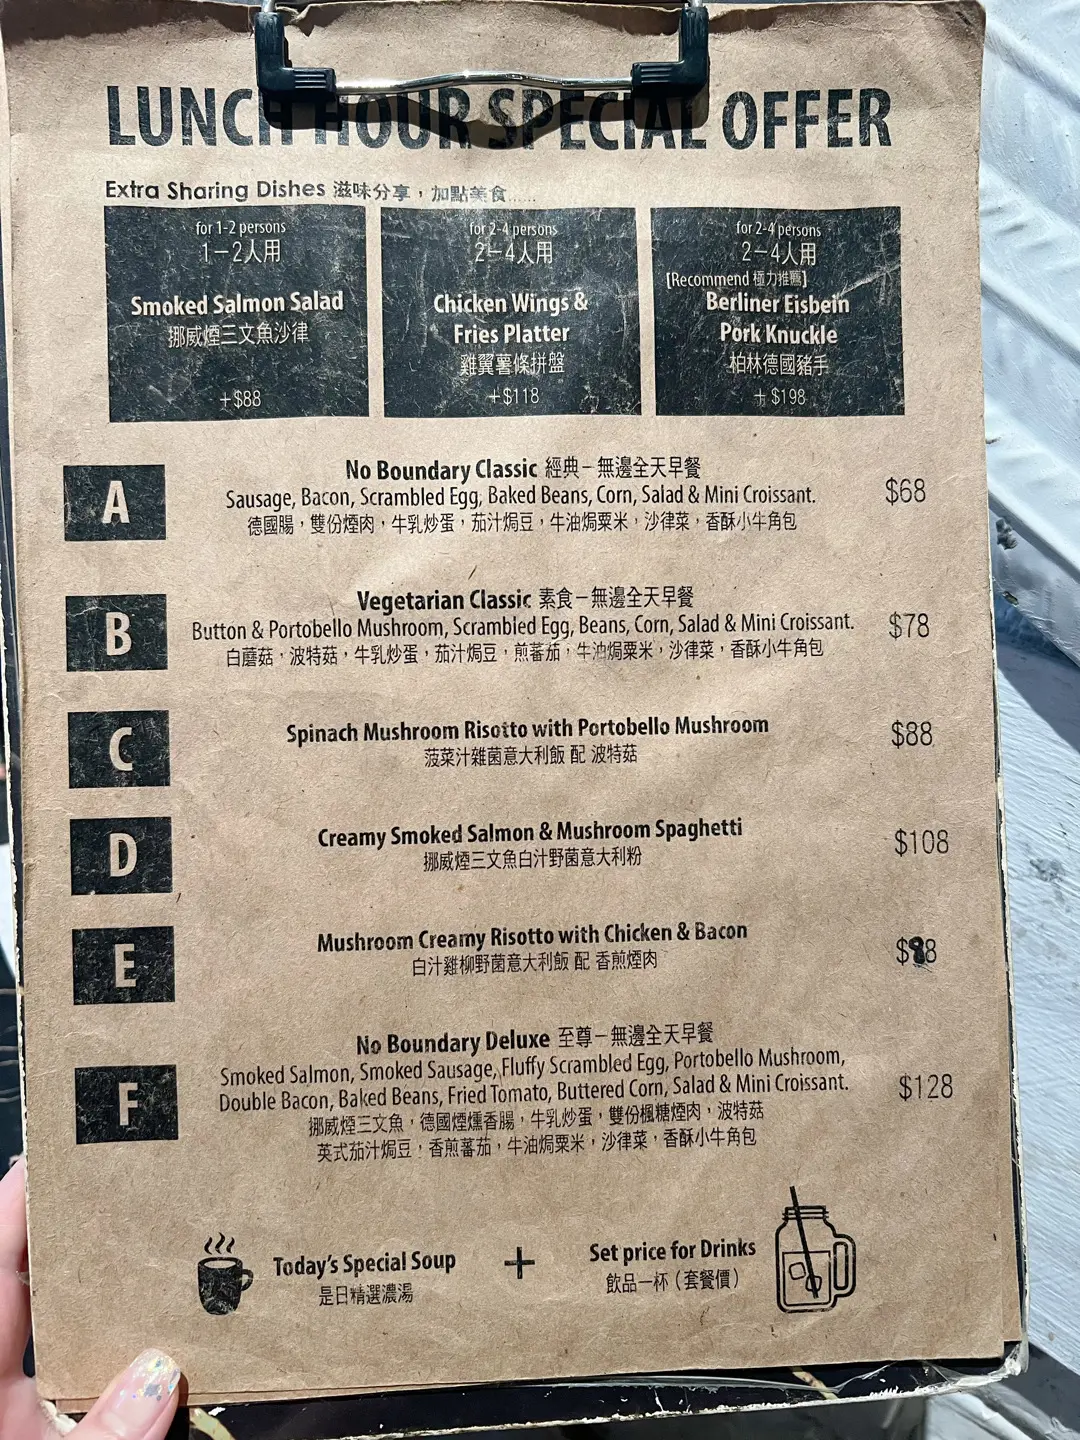 LUNCH HOUR SPECIAL OFFER
Extra Sharing Dishes 滋味分享，加點美食......
for 1-2 persons
1－2人用
Smoked Salmon Salad
挪威煙三文魚沙律
+$88
for 2-4 persons
2－4人用
Chicken Wings &
Fries Platter
雞翼薯條拼盤
+$118
for 2-4 persons
2－4人用
[Recommend 極力推薦]
Berliner Eisbein
Pork Knuckle
柏林德國豬手
+ $198
A
No Boundary Classic 經典－無邊全天早餐
Sausage, Bacon, Scrambled Egg, Baked Beans, Corn, Salad & Mini Croissant.
德國腸，雙份煙肉，牛乳炒蛋，茄汁焗豆，牛油焗粟米，沙律菜，香酥小牛角包
$68
B
Vegetarian Classic 素食－無邊全天早餐
Button & Portobello Mushroom, Scrambled Egg, Beans, Corn, Salad & Mini Croissant.
白蘑菇，波特菇，牛乳炒蛋，茄汁焗豆，煎蕃茄，牛油焗粟米，沙律菜，香酥小牛角包
$78
C
Spinach Mushroom Risotto with Portobello Mushroom
菠菜汁雜菌意大利飯 配 波特菇
$88
D
Creamy Smoked Salmon & Mushroom Spaghetti
挪威煙三文魚白汁野菌意大利粉
$108
E
Mushroom Creamy Risotto with Chicken & Bacon
白汁雞柳野菌意大利飯 配 香煎煙肉
$98
F
No Boundary Deluxe 至尊－無邊全天早餐
Smoked Salmon, Smoked Sausage, Fluffy Scrambled Egg, Portobello Mushroom,
Double Bacon, Baked Beans, Fried Tomato, Buttered Corn, Salad & Mini Croissant.
挪威煙三文魚，德國煙燻香腸，牛乳炒蛋，雙份楓糖煙肉，波特菇
英式茄汁焗豆，香煎蕃茄，牛油焗粟米，沙律菜，香酥小牛角包
$128
Today's Special Soup
是日精選濃湯
+
Set price for Drinks
飲品一杯（套餐價）